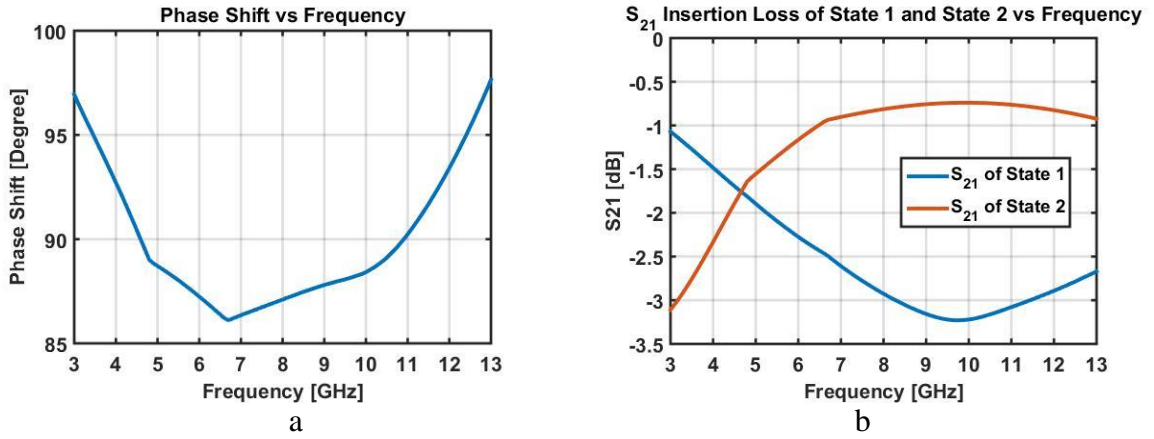 Phase Shift vs Frequency
100
95
90
85
Phase Shift [Degree]
3 4 5 6 7 8 9 10 11 12 13
Frequency [GHz]
a
S21 Insertion Loss of State 1 and State 2 vs Frequency
0
-0.5
-1
-1.5
-2
-2.5
-3
-3.5
S21 [dB]
S21 of State 1
S21 of State 2
3 4 5 6 7 8 9 10 11 12 13
Frequency [GHz]
b